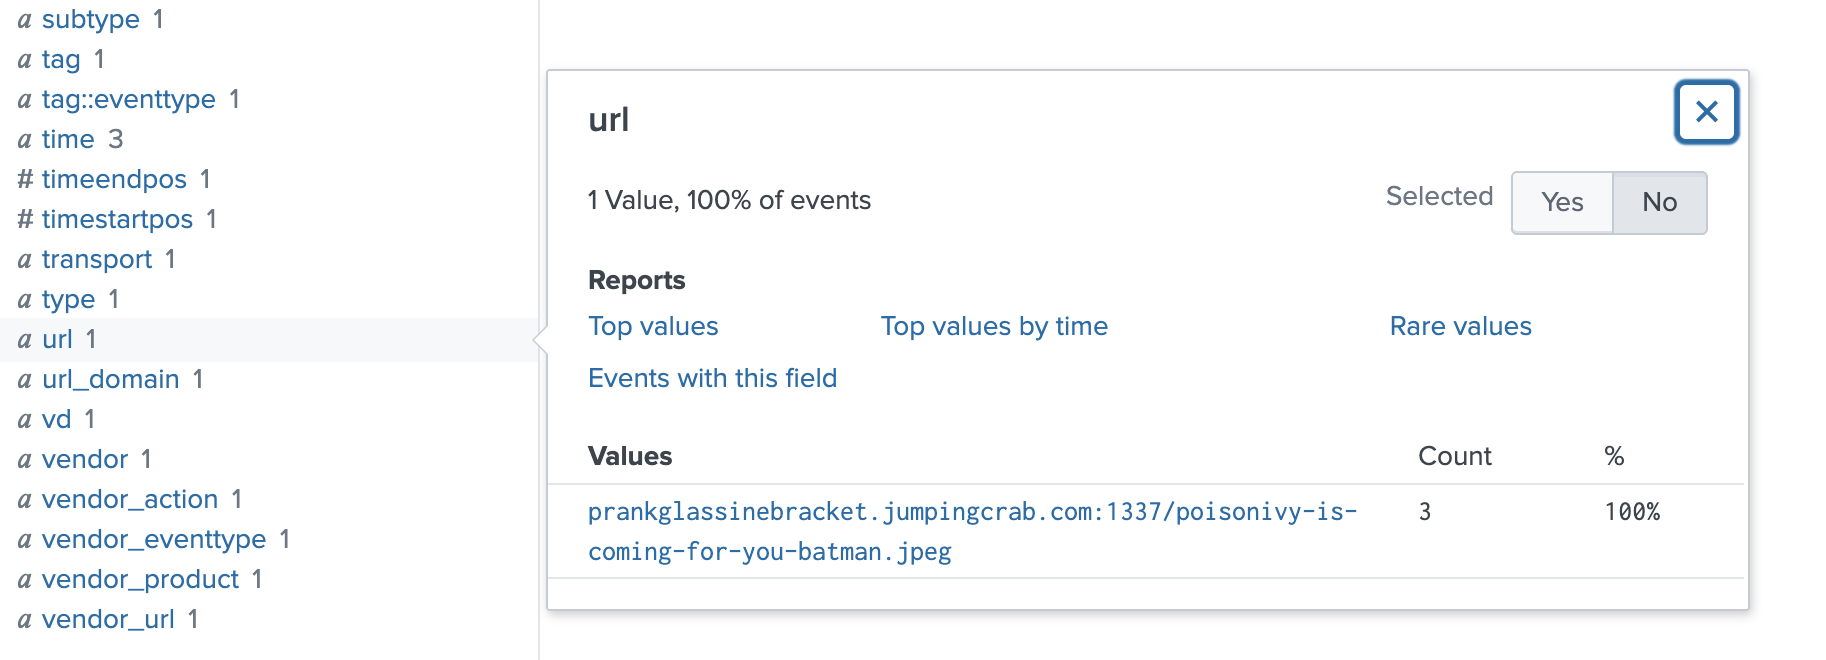 a subtype 1
a tag 1
a tag::eventtype 1
a time 3
# timeendpos 1
# timestartpos 1
a transport 1
a type 1
a url 1
a url_domain 1
a vd 1
a vendor 1
a vendor_action 1
a vendor_eventtype 1
a vendor_product 1
a vendor_url 1
url
1 Value, 100% of events
Selected Yes No
Reports
Top values Top values by time Rare values
Events with this field
Values Count %
prankglassinebracket.jumpingcrab.com:1337/poisonivy-is- 3 100%
coming-for-you-batman.jpeg